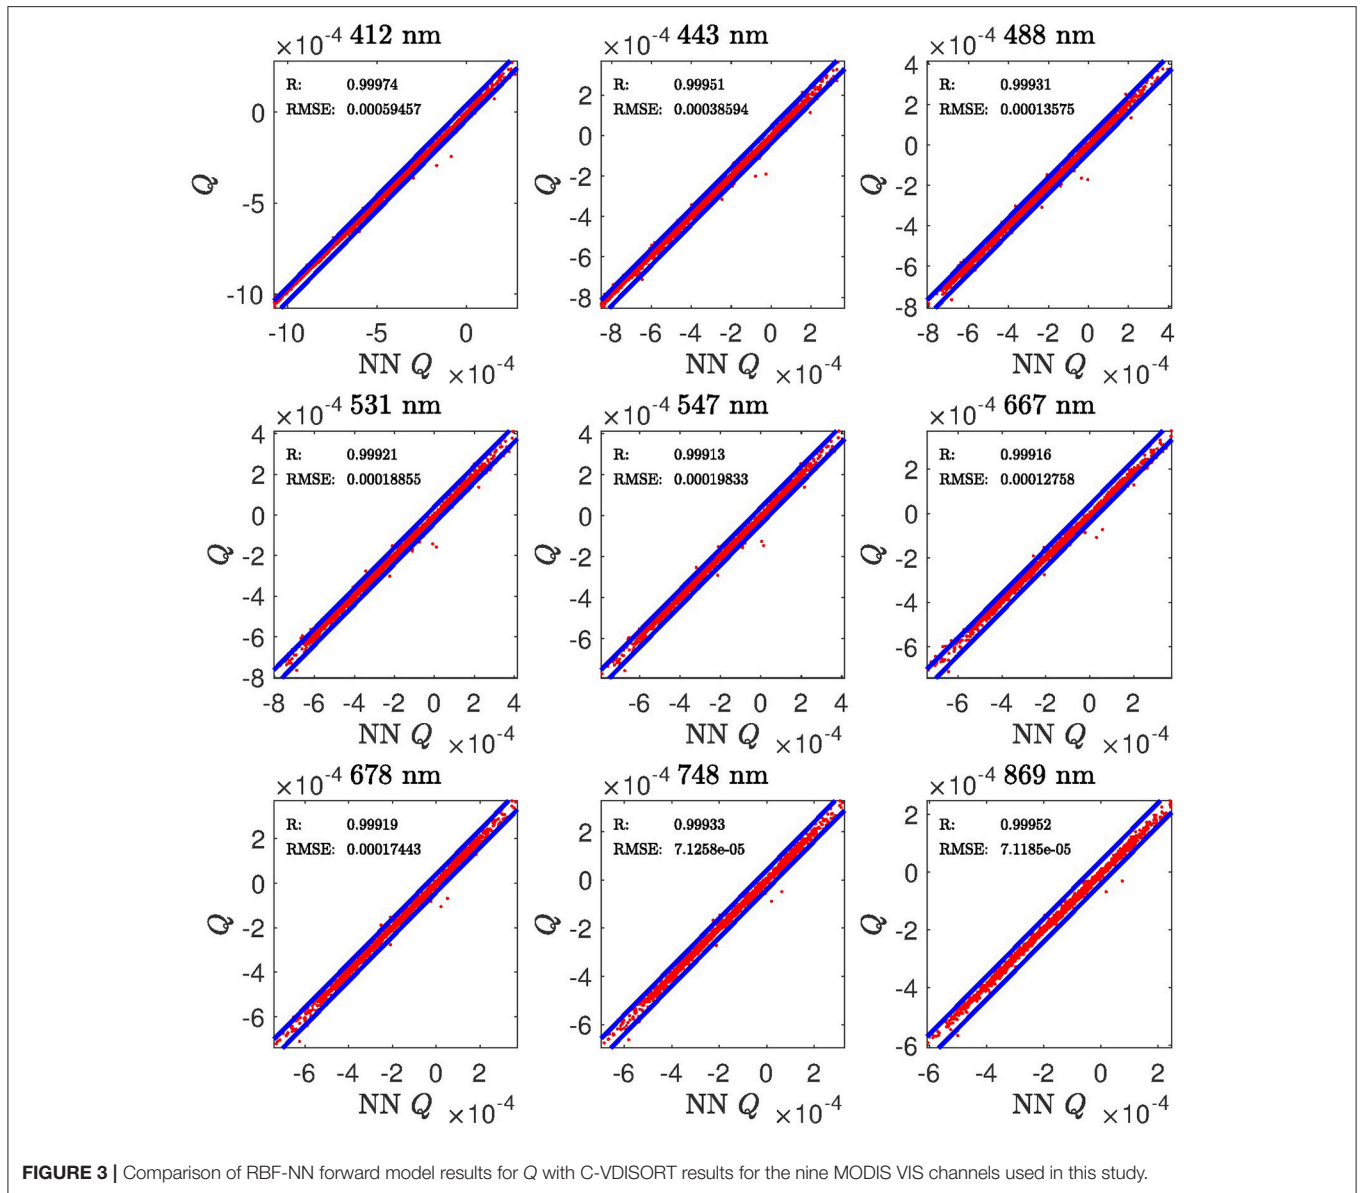 ×10⁻⁴ 412 nm
R: 0.99974
RMSE: 0.00059457
0
-5
-10
Q
-10 -5 0
NN Q ×10⁻⁴
×10⁻⁴ 443 nm
R: 0.99951
RMSE: 0.00038594
2
0
-2
-4
-6
-8
Q
-8 -6 -4 -2 0 2
NN Q ×10⁻⁴
×10⁻⁴ 488 nm
R: 0.99931
RMSE: 0.00013575
4
2
0
-2
-4
-6
-8
Q
-8 -6 -4 -2 0 2 4
NN Q ×10⁻⁴
×10⁻⁴ 531 nm
R: 0.99921
RMSE: 0.00018855
4
2
0
-2
-4
-6
-8
Q
-8 -6 -4 -2 0 2 4
NN Q ×10⁻⁴
×10⁻⁴ 547 nm
R: 0.99913
RMSE: 0.00019833
4
2
0
-2
-4
-6
Q
-6 -4 -2 0 2 4
NN Q ×10⁻⁴
×10⁻⁴ 667 nm
R: 0.99916
RMSE: 0.00012758
2
0
-2
-4
-6
Q
-6 -4 -2 0 2
NN Q ×10⁻⁴
×10⁻⁴ 678 nm
R: 0.99919
RMSE: 0.00017443
2
0
-2
-4
-6
Q
-6 -4 -2 0 2
NN Q ×10⁻⁴
×10⁻⁴ 748 nm
R: 0.99933
RMSE: 7.1258e-05
2
0
-2
-4
-6
Q
-6 -4 -2 0 2
NN Q ×10⁻⁴
×10⁻⁴ 869 nm
R: 0.99952
RMSE: 7.1185e-05
2
0
-2
-4
-6
Q
-6 -4 -2 0 2
NN Q ×10⁻⁴
FIGURE 3 | Comparison of RBF-NN forward model results for Q with C-VDISORT results for the nine MODIS VIS channels used in this study.